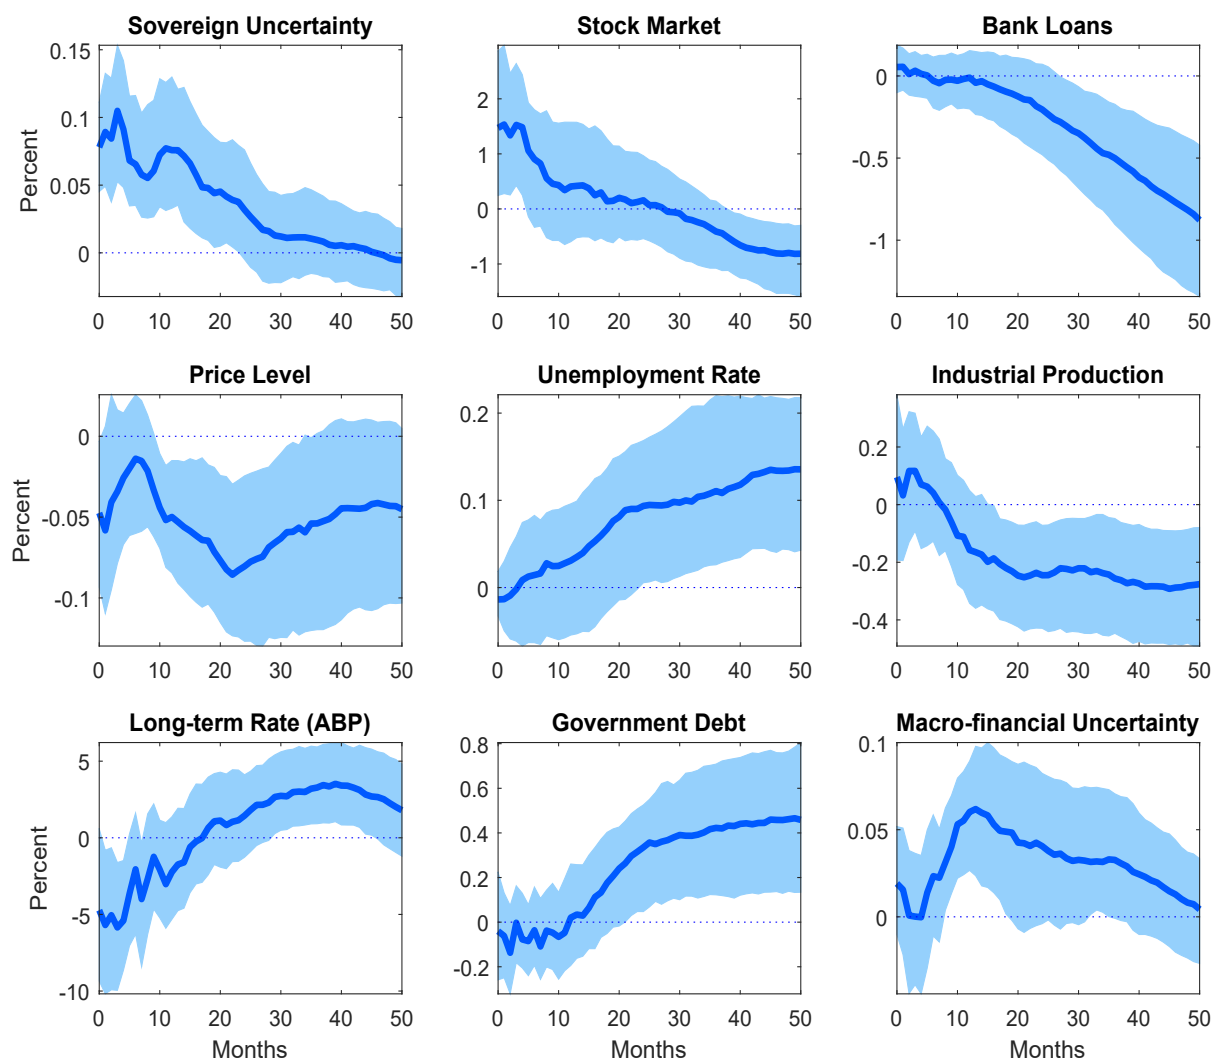 Sovereign Uncertainty
Stock Market
Bank Loans
0.15
0.1
0.05
0
Percent
0 10 20 30 40 50
2
1
0
-1
0 10 20 30 40 50
0
-0.5
-1
0 10 20 30 40 50
Price Level
Unemployment Rate
Industrial Production
0
-0.05
-0.1
Percent
0 10 20 30 40 50
0.2
0.1
0
0 10 20 30 40 50
0.2
0
-0.2
-0.4
0 10 20 30 40 50
Long-term Rate (ABP)
Government Debt
Macro-financial Uncertainty
5
0
-5
-10
Percent
0 10 20 30 40 50
Months
0.8
0.6
0.4
0.2
0
-0.2
0 10 20 30 40 50
Months
0.1
0.05
0
0 10 20 30 40 50
Months